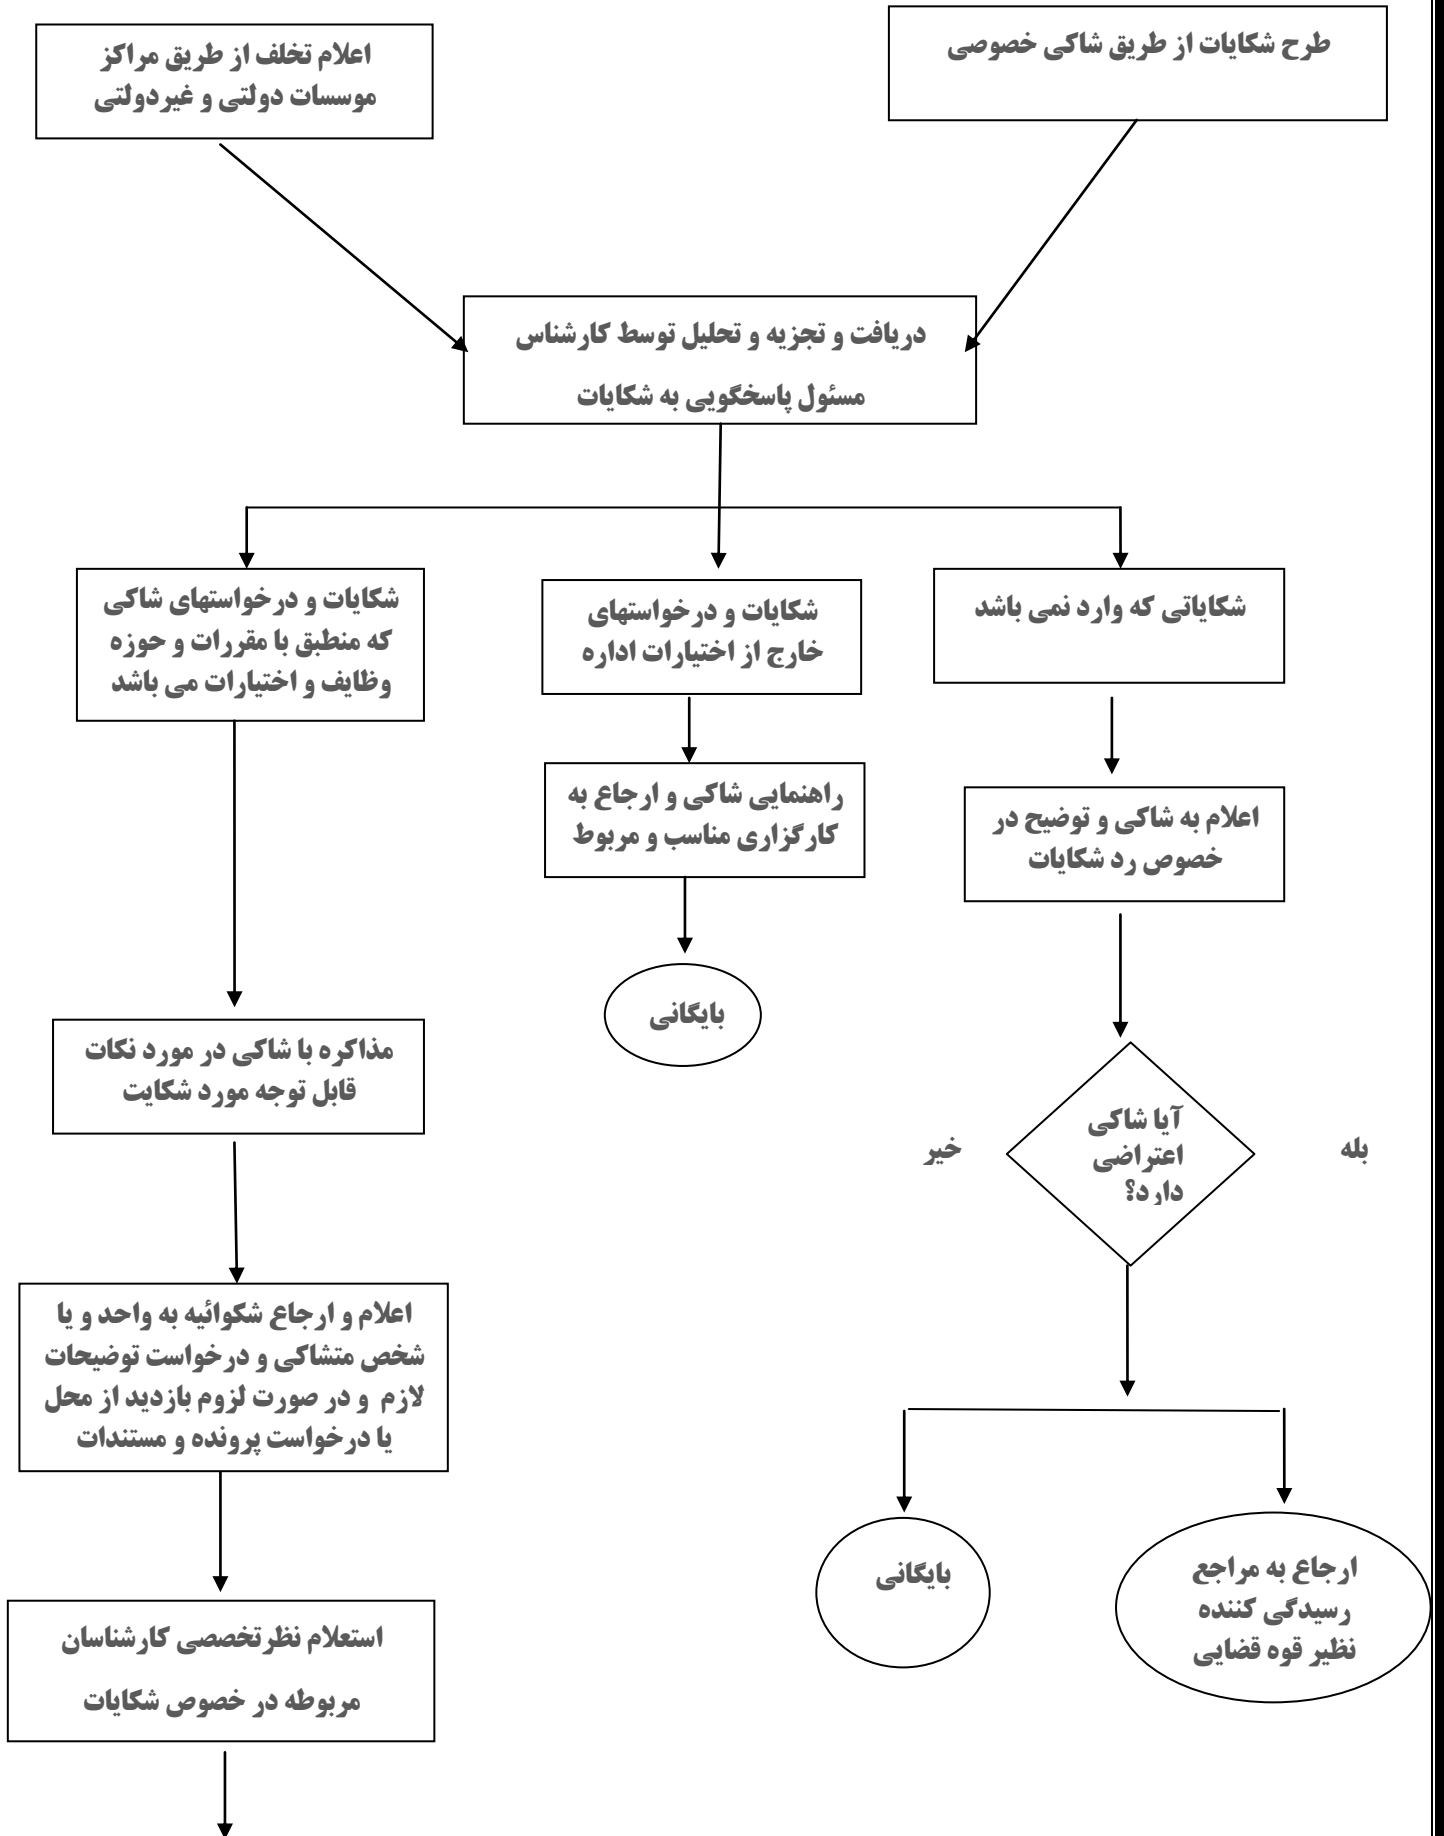 طرح شکایات از طریق شاکی خصوصی
اعلام تخلف از طریق مراکز
موسسات دولتی و غیردولتی
دریافت و تجزیه و تحلیل توسط کارشناس
مسئول پاسخگویی به شکایات
شکایاتی که وارد نمی باشد
شکایات و درخواستهای
خارج از اختیارات اداره
شکایات و درخواستهای شاکی
که منطبق با مقررات و حوزه
وظایف و اختیارات می باشد
اعلام به شاکی و توضیح در
خصوص رد شکایات
راهنمایی شاکی و ارجاع به
کارگزاری مناسب و مربوط
بایگانی
مذاکره با شاکی در مورد نکات
قابل توجه مورد شکایت
بله
آیا شاکی
اعتراضی
دارد؟
خیر
اعلام و ارجاع شکوائیه به واحد و یا
شخص متشاکی و درخواست توضیحات
لازم و در صورت لزوم بازدید از محل
یا درخواست پرونده و مستندات
ارجاع به مراجع
رسیدگی کننده
نظیر قوه قضایی
بایگانی
استعلام نظرتخصصی کارشناسان
مربوطه در خصوص شکایات